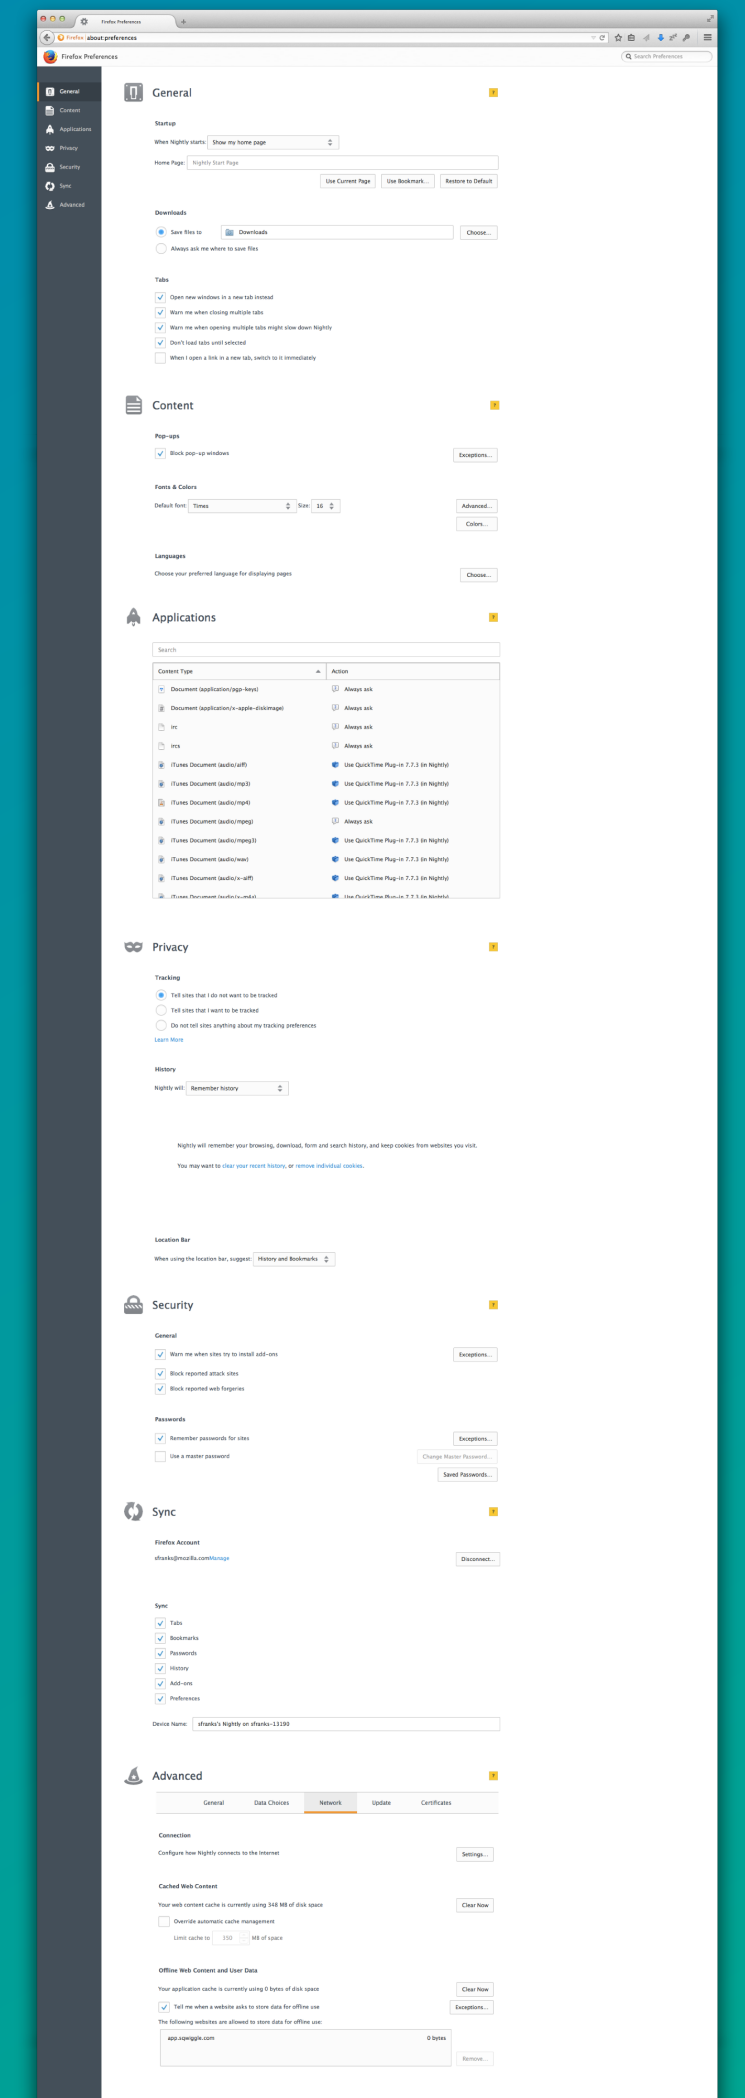 Firefox Preferences
Firefox about:preferences
Firefox Preferences
Search Preferences
General
Content
Applications
Privacy
Security
Sync
Advanced
General
?
Startup
When Nightly starts: Show my home page
Home Page: Nightly Start Page
Use Current Page Use Bookmark... Restore to Default
Downloads
Save files to Downloads Choose...
Always ask me where to save files
Tabs
Open new windows in a new tab instead
Warn me when closing multiple tabs
Warn me when opening multiple tabs might slow down Nightly
Don't load tabs until selected
When I open a link in a new tab, switch to it immediately
Content
?
Pop-ups
Block pop-up windows Exceptions...
Fonts & Colors
Default font: Times Size: 16 Advanced...
Colors...
Languages
Choose your preferred language for displaying pages Choose...
Applications
?
Search
Content Type Action
Document (application/pgp-keys) Always ask
Document (application/x-apple-diskimage) Always ask
irc Always ask
ircs Always ask
iTunes Document (audio/aiff) Use QuickTime Plug-in 7.7.3 (in Nightly)
iTunes Document (audio/mp3) Use QuickTime Plug-in 7.7.3 (in Nightly)
iTunes Document (audio/mp4) Use QuickTime Plug-in 7.7.3 (in Nightly)
iTunes Document (audio/mpeg) Always ask
iTunes Document (audio/mpeg3) Use QuickTime Plug-in 7.7.3 (in Nightly)
iTunes Document (audio/wav) Use QuickTime Plug-in 7.7.3 (in Nightly)
iTunes Document (audio/x-aiff) Use QuickTime Plug-in 7.7.3 (in Nightly)
iTunes Document (audio/x-m4a) Use QuickTime Plug-in 7.7.3 (in Nightly)
Privacy
?
Tracking
Tell sites that I do not want to be tracked
Tell sites that I want to be tracked
Do not tell sites anything about my tracking preferences
Learn More
History
Nightly will: Remember history
Nightly will remember your browsing, download, form and search history, and keep cookies from websites you visit.
You may want to clear your recent history, or remove individual cookies.
Location Bar
When using the location bar, suggest: History and Bookmarks
Security
?
General
Warn me when sites try to install add-ons Exceptions...
Block reported attack sites
Block reported web forgeries
Passwords
Remember passwords for sites Exceptions...
Use a master password Change Master Password...
Saved Passwords...
Sync
?
Firefox Account
sfranks@mozilla.comManage Disconnect...
Sync
Tabs
Bookmarks
Passwords
History
Add-ons
Preferences
Device Name: sfranks's Nightly on sfranks-13190
Advanced
?
General Data Choices Network Update Certificates
Connection
Configure how Nightly connects to the Internet Settings...
Cached Web Content
Your web content cache is currently using 348 MB of disk space Clear Now
Override automatic cache management
Limit cache to 350 MB of space
Offline Web Content and User Data
Your application cache is currently using 0 bytes of disk space Clear Now
Tell me when a website asks to store data for offline use Exceptions...
The following websites are allowed to store data for offline use:
app.sqwiggle.com 0 bytes
Remove...